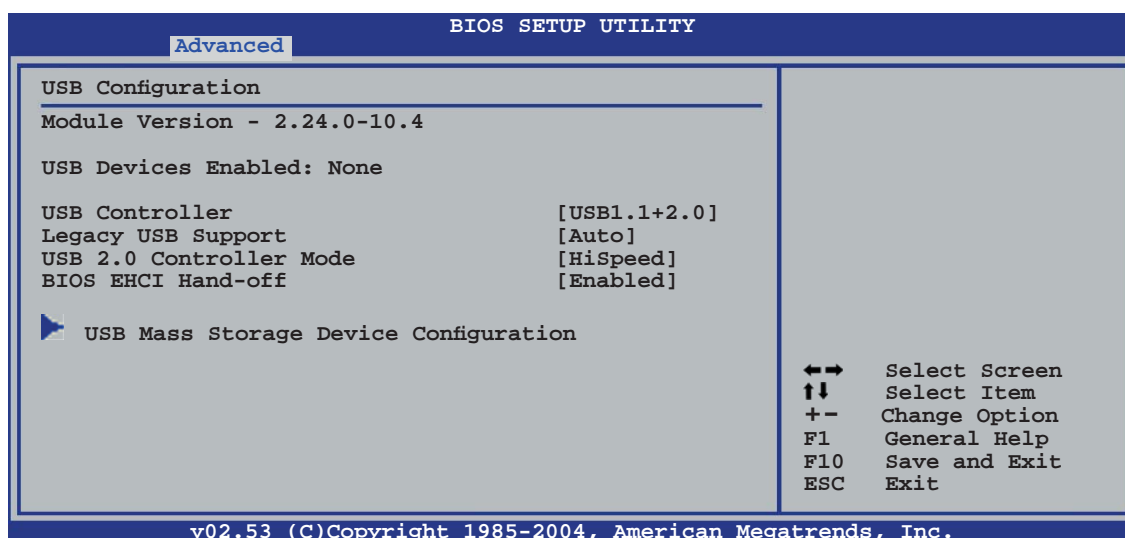 BIOS SETUP UTILITY
Advanced
USB Configuration
Module Version - 2.24.0-10.4
USB Devices Enabled: None
USB Controller [USB1.1+2.0]
Legacy USB Support [Auto]
USB 2.0 Controller Mode [HiSpeed]
BIOS EHCI Hand-off [Enabled]
USB Mass Storage Device Configuration
←→ Select Screen
↑↓ Select Item
+- Change Option
F1 General Help
F10 Save and Exit
ESC Exit
v02.53 (C)Copyright 1985-2004, American Megatrends, Inc.